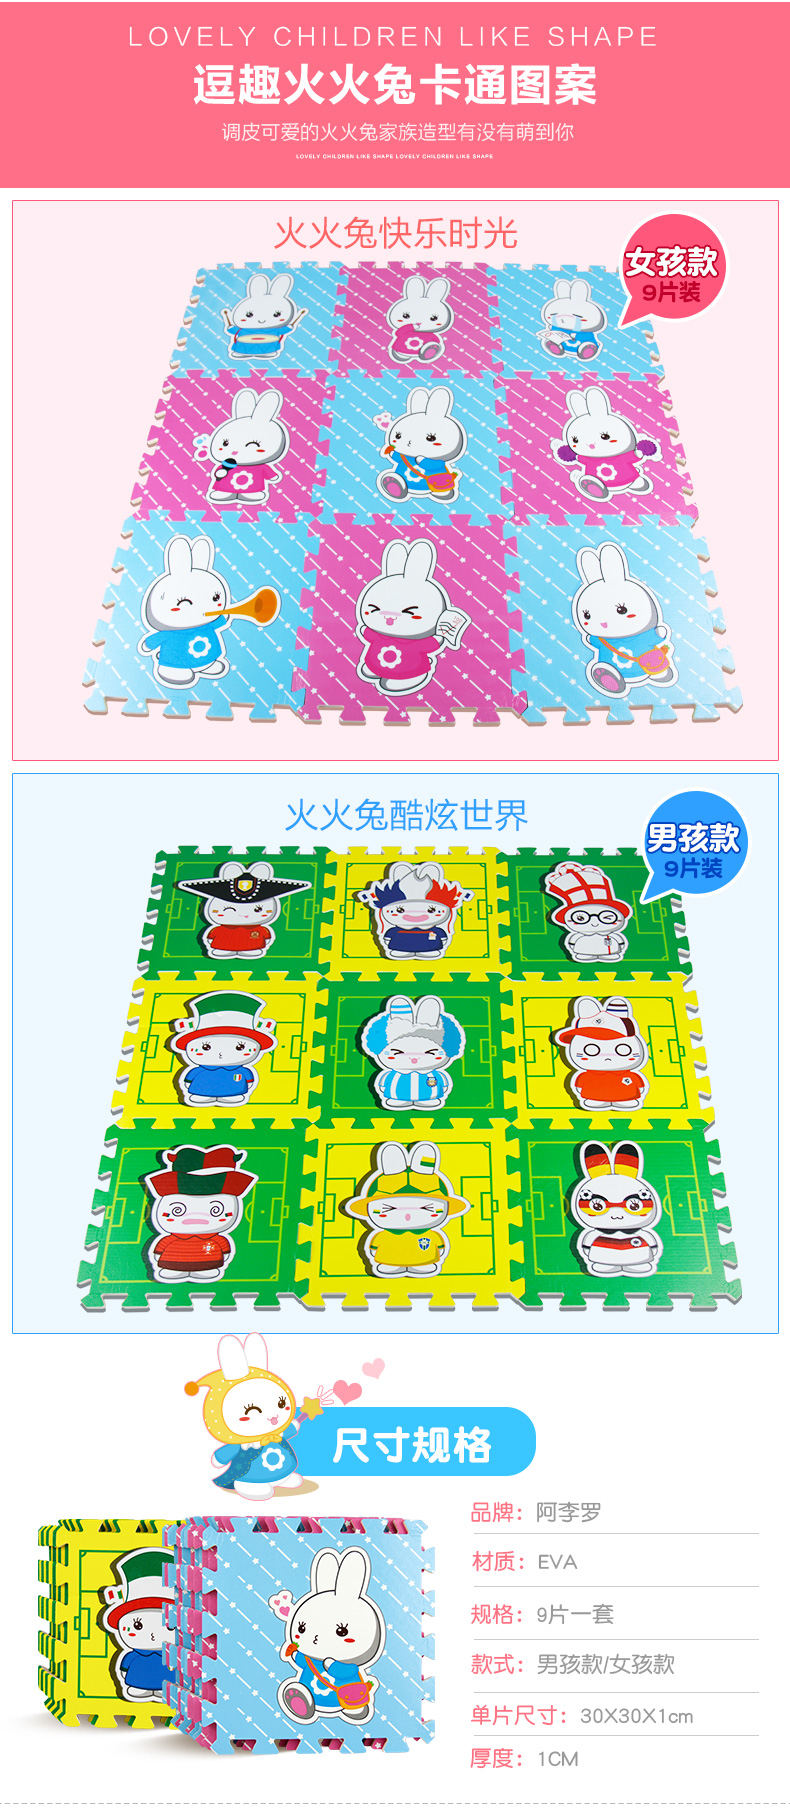 LOVELY CHILDREN LIKE SHAPE
逗趣火火兔卡通图案
调皮可爱的火火兔家族造型有没有萌到你
LOVELY CHILDREN LIKE SHAPE LOVELY CHILDREN LIKE SHAPE
火火兔快乐时光
女孩款
9片装
火火兔酷炫世界
男孩款
9片装
尺寸规格
品牌：阿李罗
材质：EVA
规格：9片一套
款式：男孩款/女孩款
单片尺寸：30X30X1cm
厚度：1CM